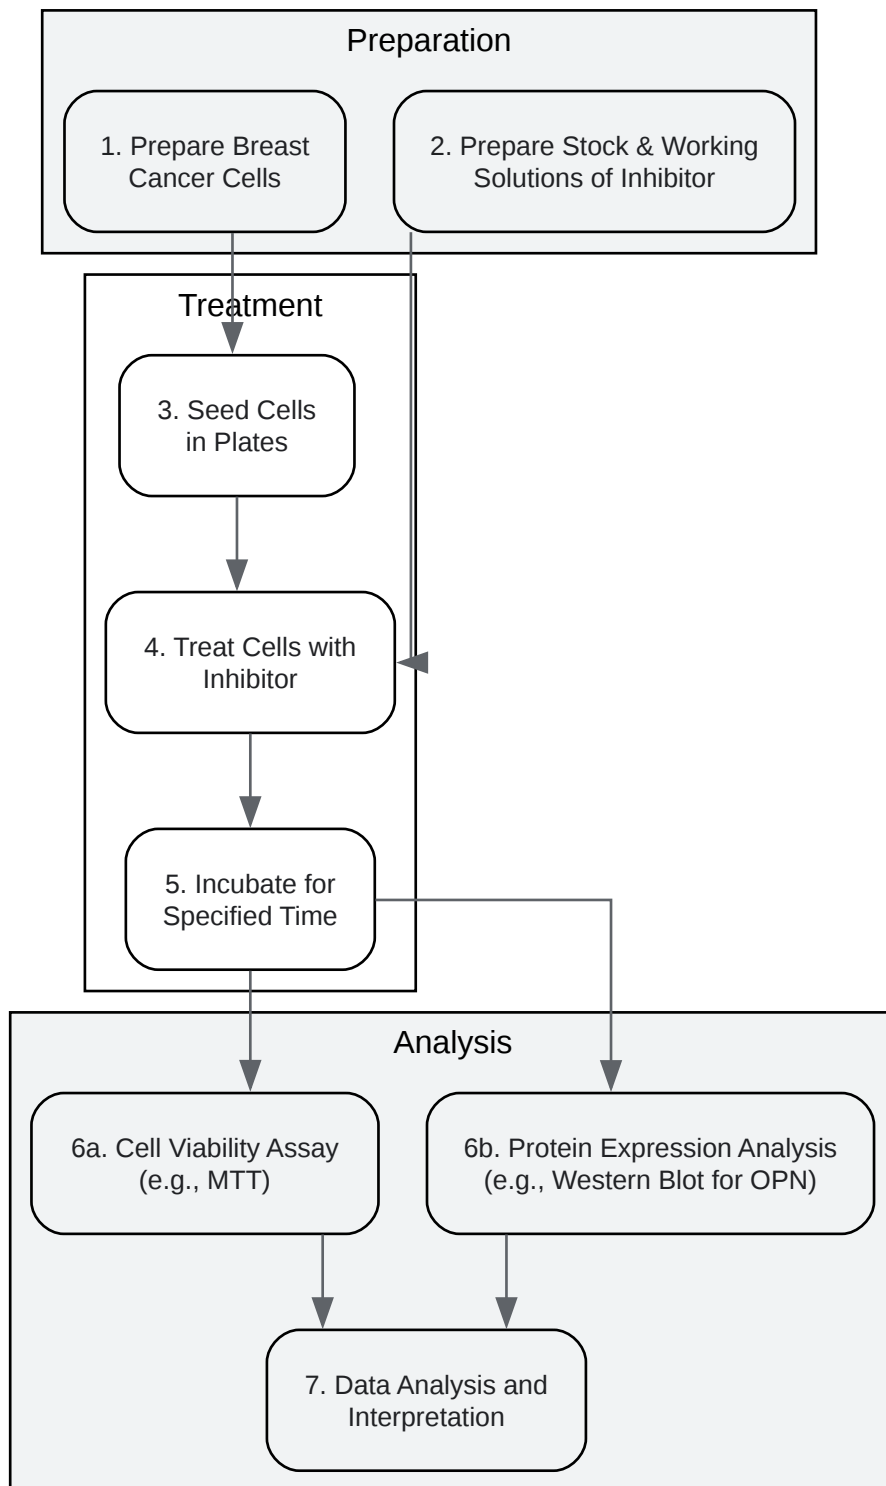 Preparation
1. Prepare Breast
Cancer Cells
2. Prepare Stock & Working
Solutions of Inhibitor
Treatment
3. Seed Cells
in Plates
4. Treat Cells with
Inhibitor
5. Incubate for
Specified Time
Analysis
6a. Cell Viability Assay
(e.g., MTT)
6b. Protein Expression Analysis
(e.g., Western Blot for OPN)
7. Data Analysis and
Interpretation